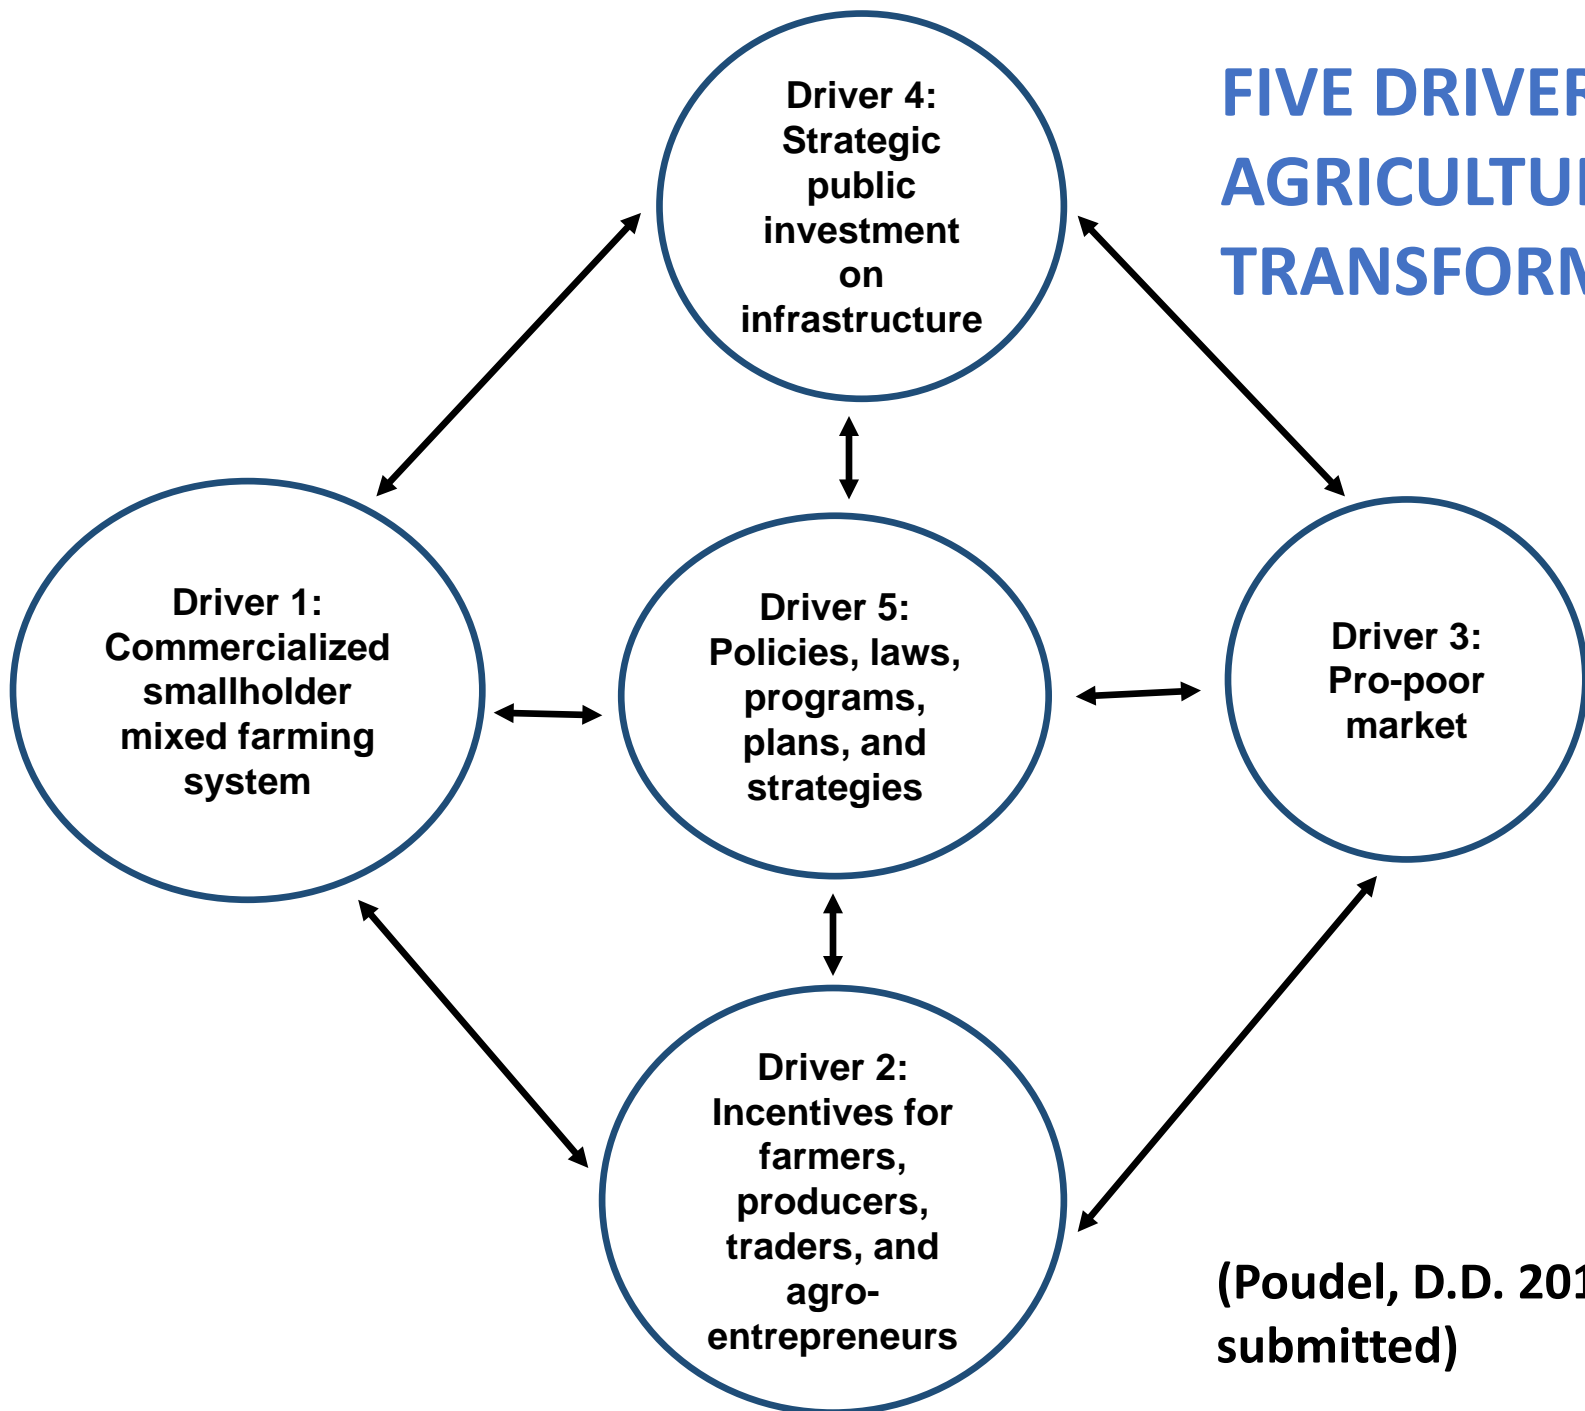 FIVE DRIVER
AGRICULTU
TRANSFORM
Driver 4:
Strategic
public
investment
on
infrastructure
Driver 1:
Commercialized
smallholder
mixed farming
system
Driver 5:
Policies, laws,
programs,
plans, and
strategies
Driver 3:
Pro-poor
market
Driver 2:
Incentives for
farmers,
producers,
traders, and
agro-
entrepreneurs
(Poudel, D.D. 201
submitted)